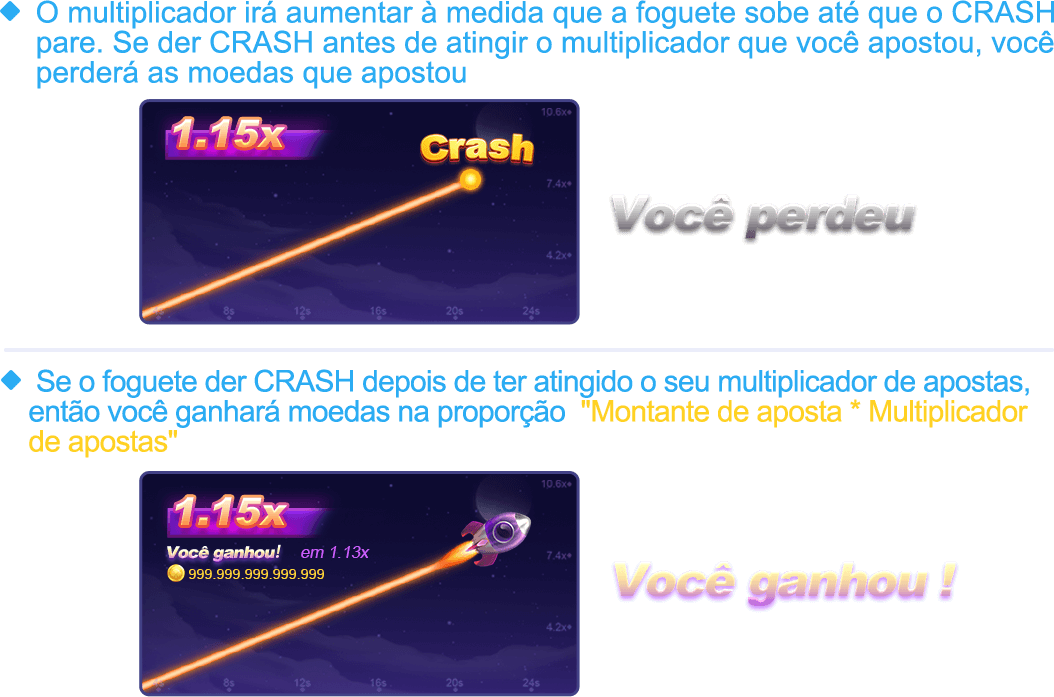 O multiplicador irá aumentar à medida que a foguete sobe até que o CRASH
pare. Se der CRASH antes de atingir o multiplicador que você apostou, você
perderá as moedas que apostou
10.6x
1.15x
Crash
7.4x
Você perdeu
4.2x
8s 12s 16s 20s 24s
Se o foguete der CRASH depois de ter atingido o seu multiplicador de apostas,
então você ganhará moedas na proporção "Montante de aposta * Multiplicador
de apostas"
10.6x
1.15x
Você ganhou! em 1.13x
7.4x
999.999.999.999.999
Você ganhou !
4.2x
8s 12s 16s 20s 24s